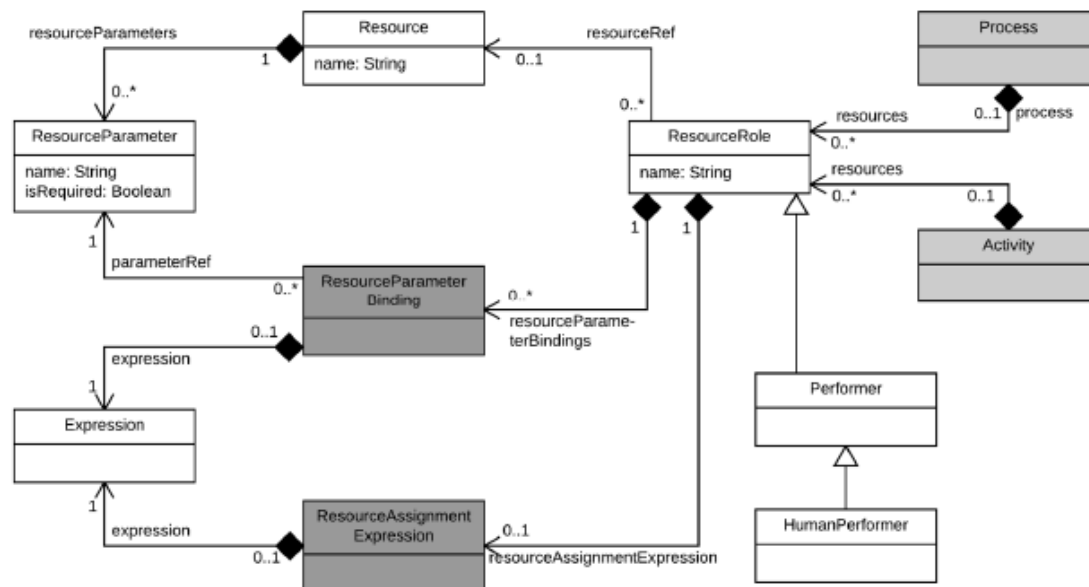 resourceParameters
1
0..*
Resource
name: String
resourceRef
0..1
0..*
Process
0..1
process
resources
0..*
resources
0..*
0..1
Activity
ResourceParameter
name: String
isRequired: Boolean
ResourceRole
name: String
1
1
1
parameterRef
0..*
ResourceParameter
Binding
0..*
resourceParame-
terBindings
0..1
expression
1
Expression
Performer
1
expression
0..1
ResourceAssignment
Expression
0..1
resourceAssignmentExpression
HumanPerformer